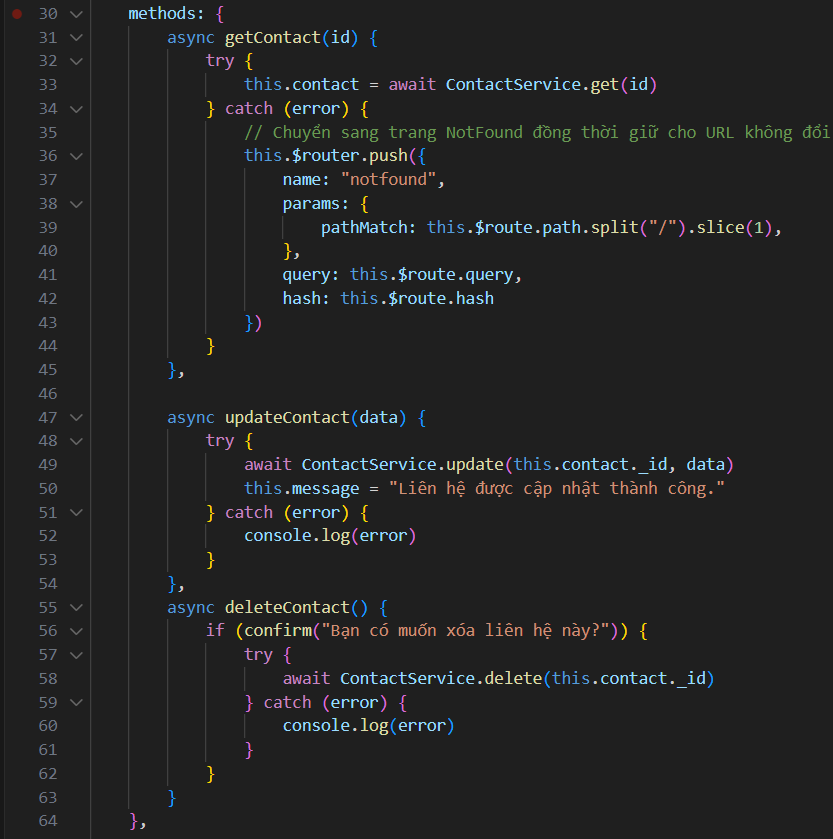 30 methods: {
31 async getContact(id) {
32 try {
33 this.contact = await ContactService.get(id)
34 } catch (error) {
35 // Chuyển sang trang NotFound đồng thời giữ cho URL không đổi
36 this.$router.push({
37 name: "notfound",
38 params: {
39 pathMatch: this.$route.path.split("/").slice(1),
40 },
41 query: this.$route.query,
42 hash: this.$route.hash
43 })
44 }
45 },
46
47 async updateContact(data) {
48 try {
49 await ContactService.update(this.contact._id, data)
50 this.message = "Liên hệ được cập nhật thành công."
51 } catch (error) {
52 console.log(error)
53 }
54 },
55 async deleteContact() {
56 if (confirm("Bạn có muốn xóa liên hệ này?")) {
57 try {
58 await ContactService.delete(this.contact._id)
59 } catch (error) {
60 console.log(error)
61 }
62 }
63 }
64 },